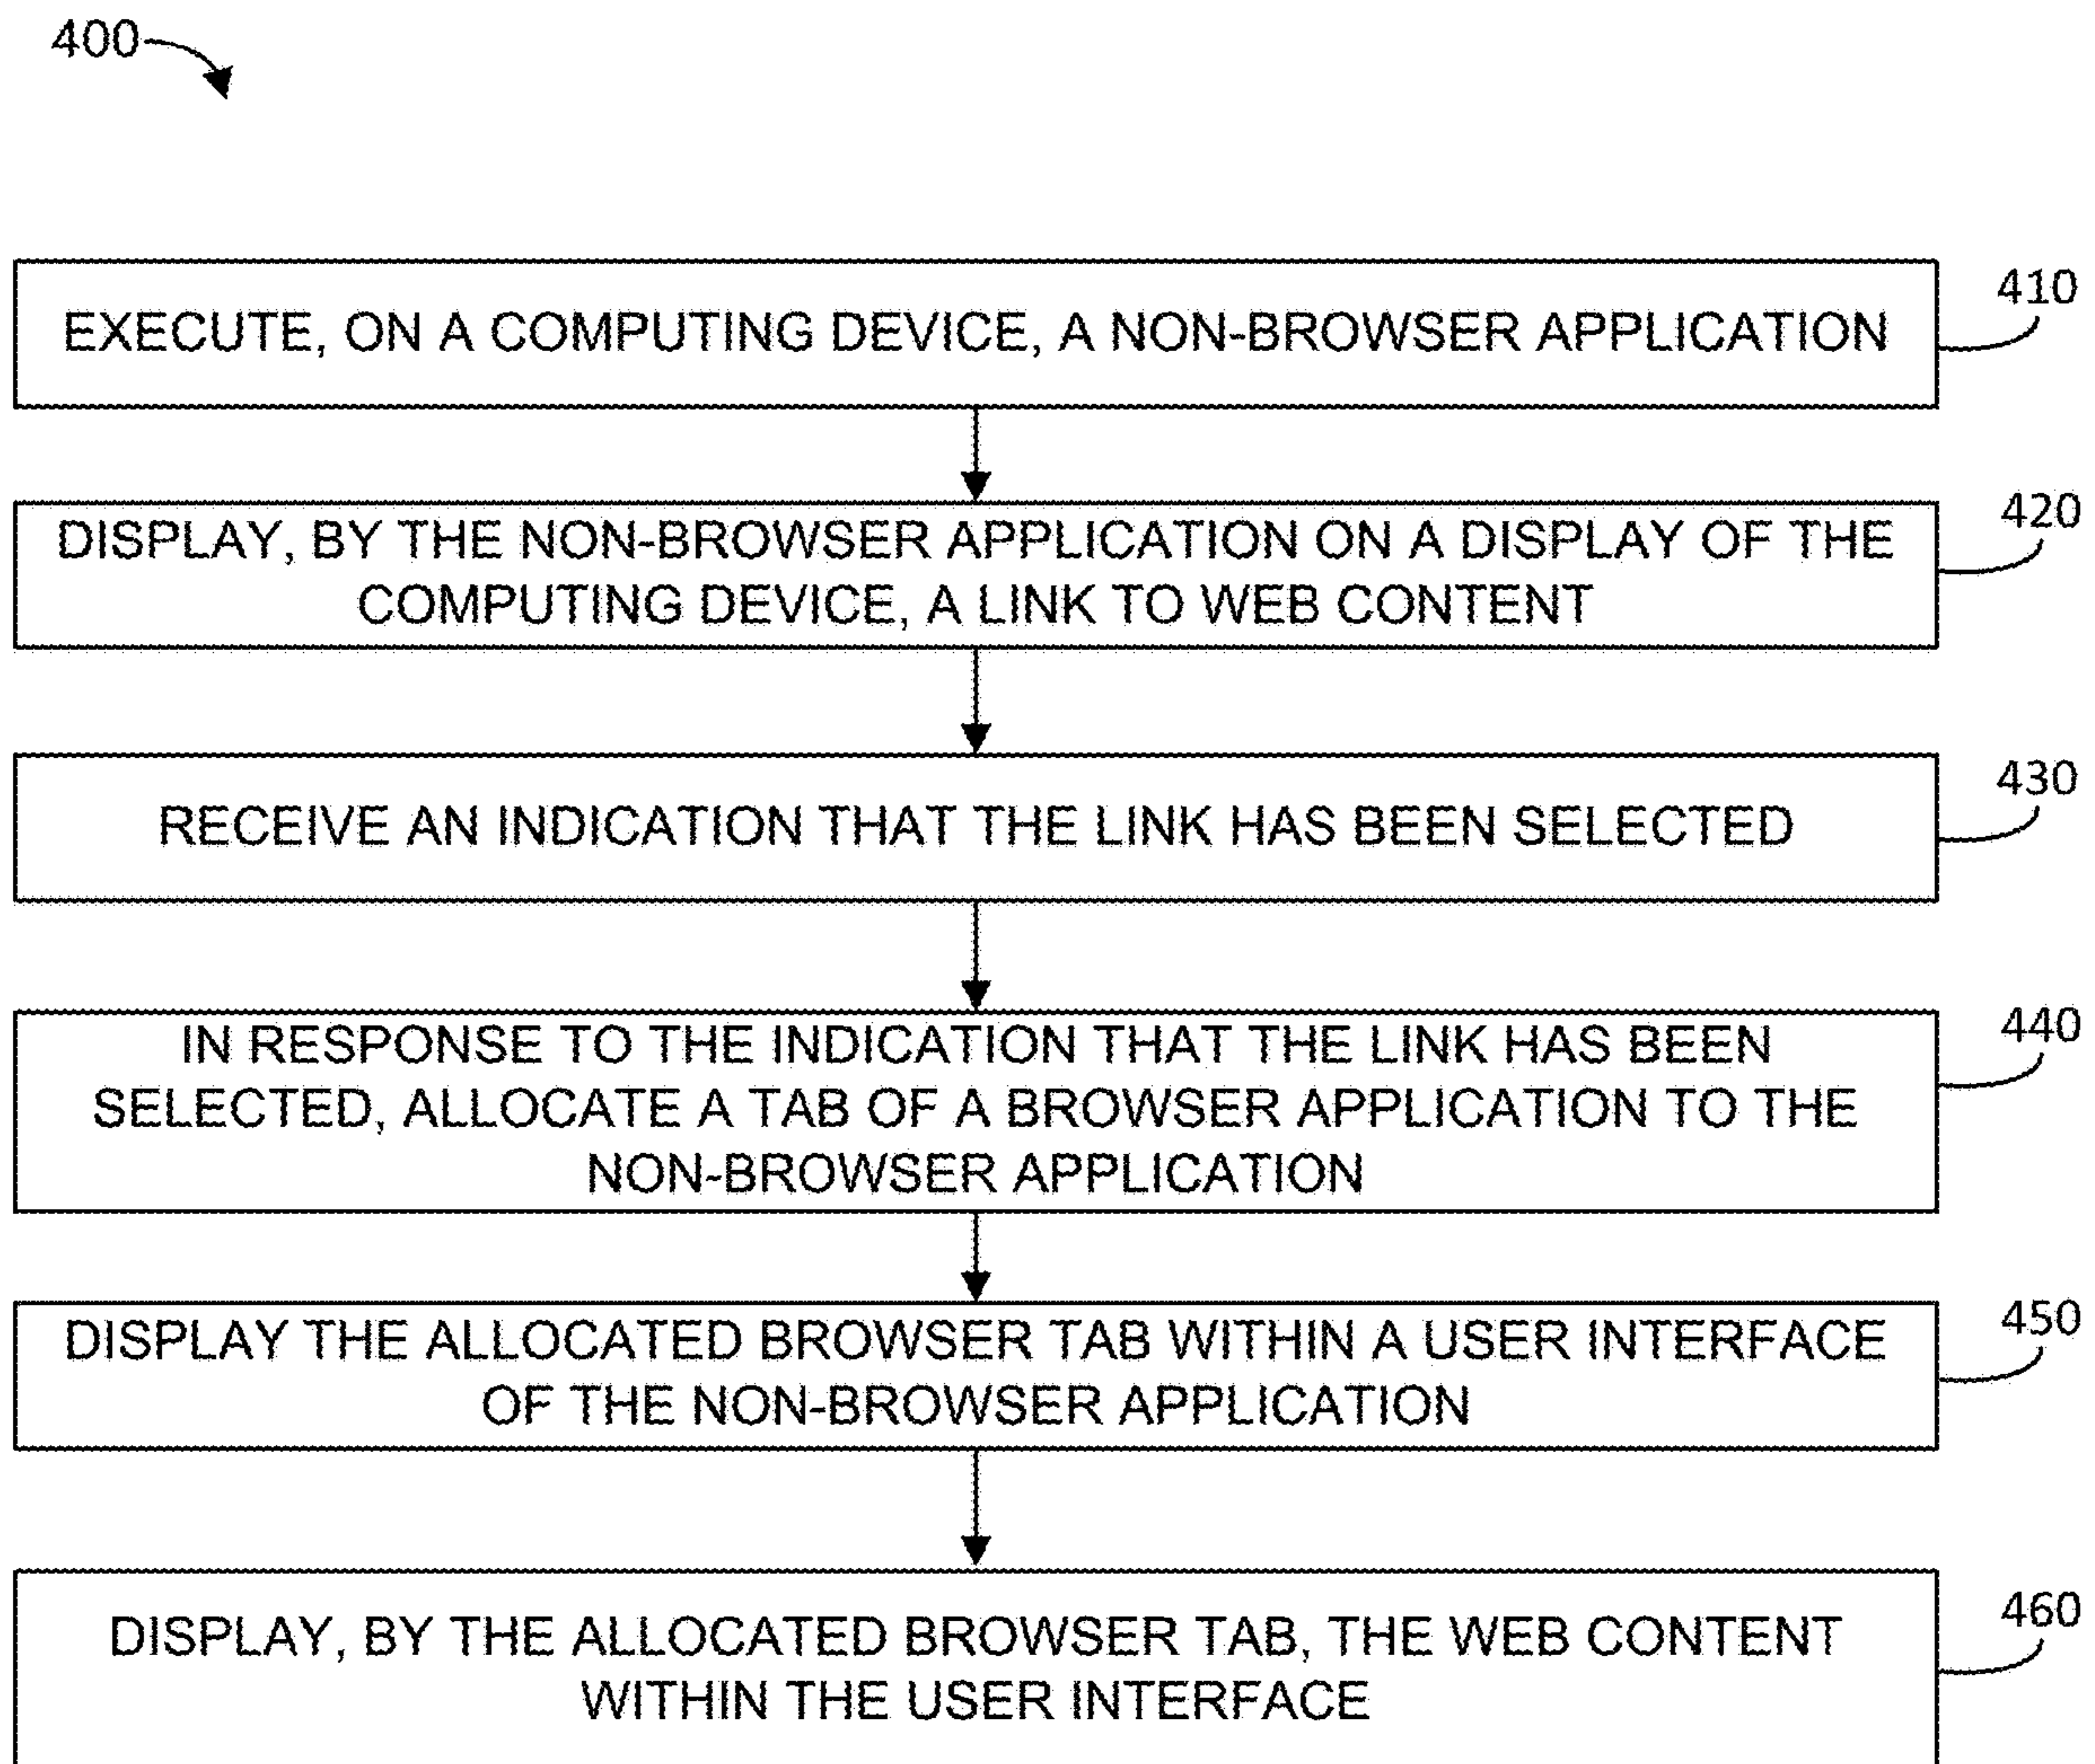 400
EXECUTE, ON A COMPUTING DEVICE, A NON-BROWSER APPLICATION
410
DISPLAY, BY THE NON-BROWSER APPLICATION ON A DISPLAY OF THE
COMPUTING DEVICE, A LINK TO WEB CONTENT
420
RECEIVE AN INDICATION THAT THE LINK HAS BEEN SELECTED
430
IN RESPONSE TO THE INDICATION THAT THE LINK HAS BEEN
SELECTED, ALLOCATE A TAB OF A BROWSER APPLICATION TO THE
NON-BROWSER APPLICATION
440
DISPLAY THE ALLOCATED BROWSER TAB WITHIN A USER INTERFACE
OF THE NON-BROWSER APPLICATION
450
DISPLAY, BY THE ALLOCATED BROWSER TAB, THE WEB CONTENT
WITHIN THE USER INTERFACE
460